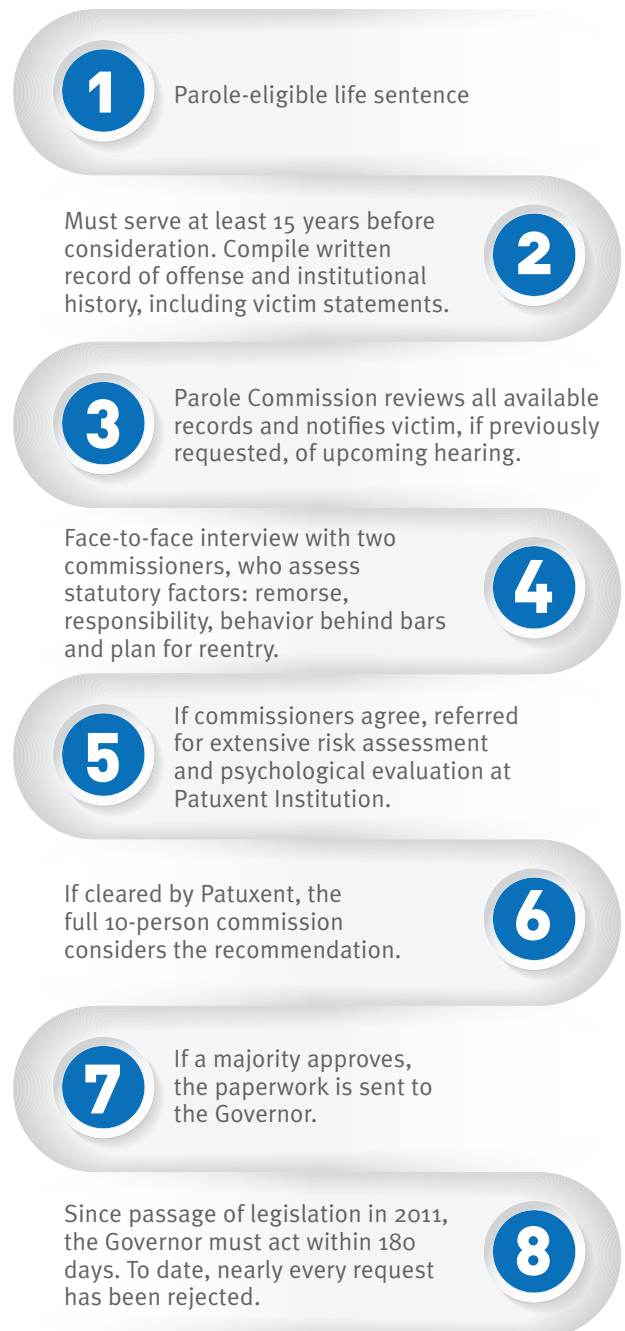 1
Parole-eligible life sentence
Must serve at least 15 years before
consideration. Compile written
record of offense and institutional
history, including victim statements.
2
3
Parole Commission reviews all available
records and notifies victim, if previously
requested, of upcoming hearing.
Face-to-face interview with two
commissioners, who assess
statutory factors: remorse,
responsibility, behavior behind bars
and plan for reentry.
4
5
If commissioners agree, referred
for extensive risk assessment
and psychological evaluation at
Patuxent Institution.
If cleared by Patuxent, the
full 10-person commission
considers the recommendation.
6
7
If a majority approves,
the paperwork is sent to
the Governor.
Since passage of legislation in 2011,
the Governor must act within 180
days. To date, nearly every request
has been rejected.
8